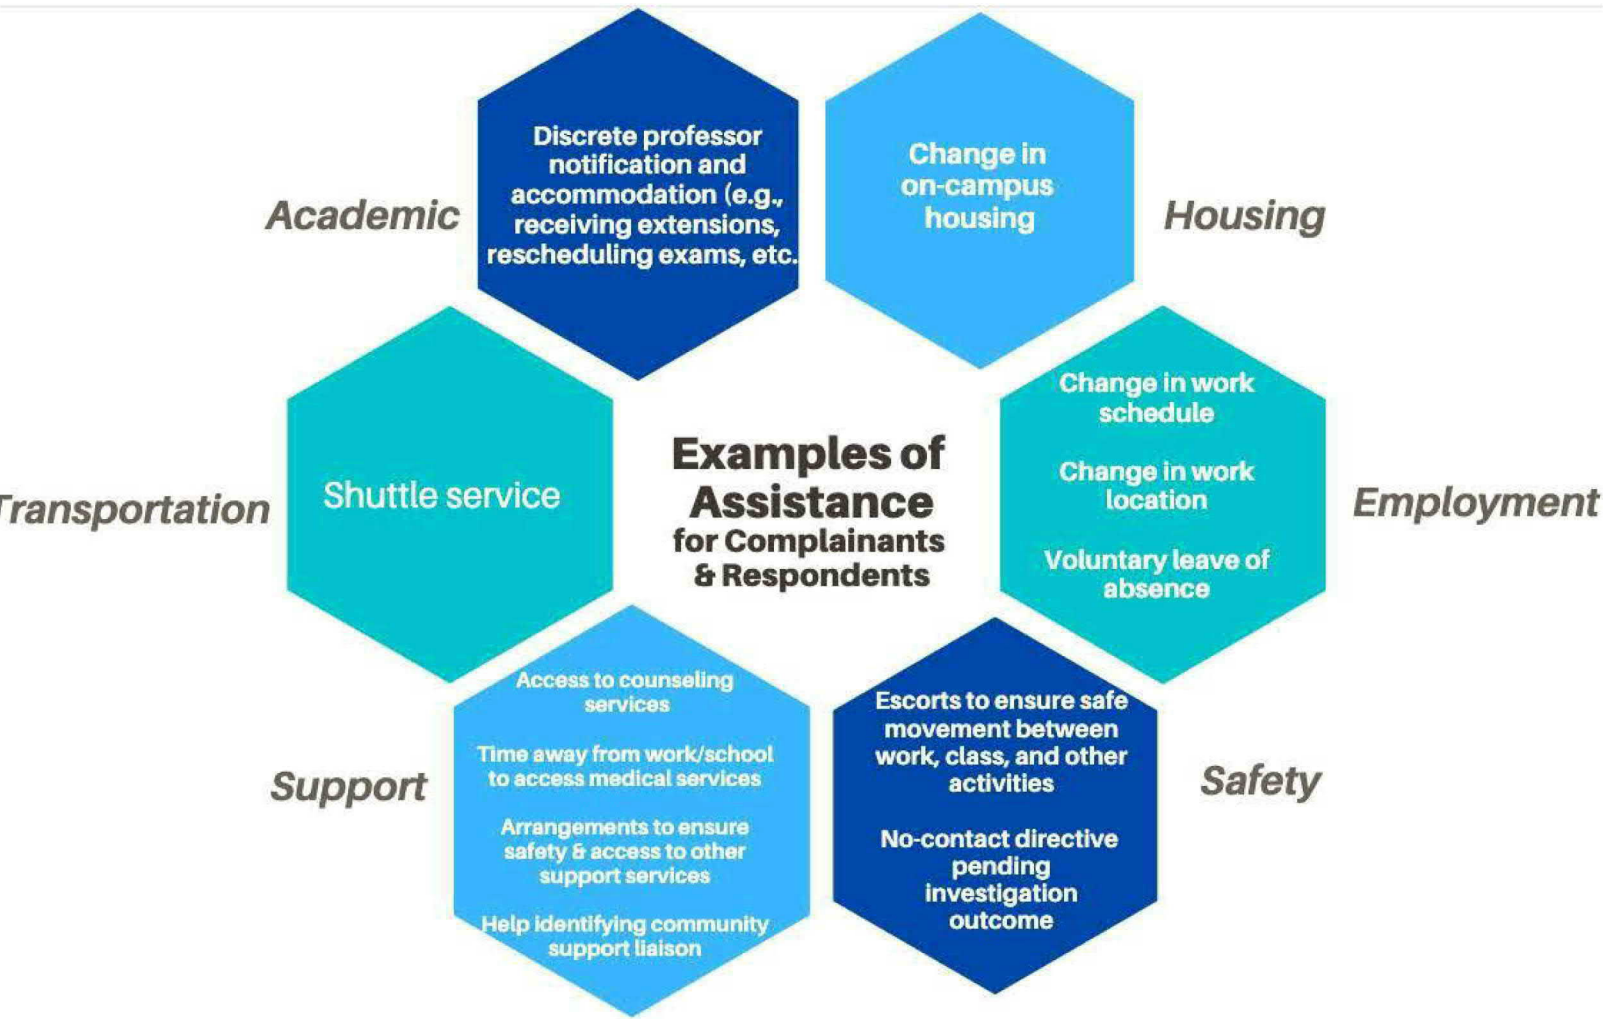 Academic
Discrete professor
notification and
accommodation (e.g.,
receiving extensions,
rescheduling exams, etc.
Change in
on-campus
housing
Housing
Transportation
Shuttle service
Examples of
Assistance
for Complainants
& Respondents
Change in work
schedule
Change in work
location
Voluntary leave of
absence
Employment
Support
Access to counseling
services
Time away from work/school
to access medical services
Arrangements to ensure
safety & access to other
support services
Help identifying community
support liaison
Escorts to ensure safe
movement between
work, class, and other
activities
No-contact directive
pending
investigation
outcome
Safety